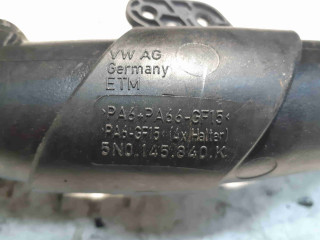 VW AG
Germany
ETM
>PA6+PA66-GF15<
>PA6-GF15< (4x/Halter)
5N0.145.840.K